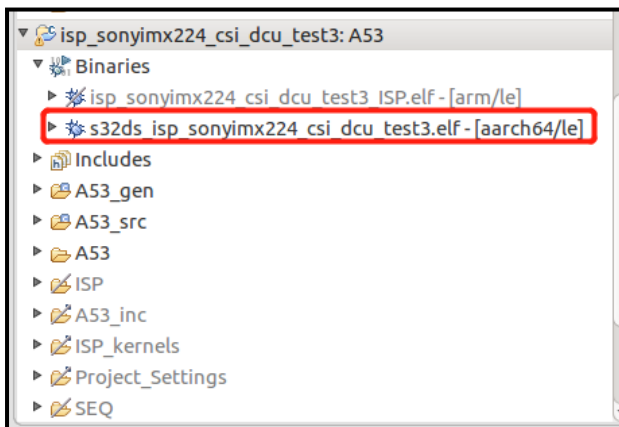 isp_sonyimx224_csi_dcu_test3: A53
Binaries
isp_sonyimx224_csi_dcu_test3_ISP.elf - [arm/le]
s32ds_isp_sonyimx224_csi_dcu_test3.elf - [aarch64/le]
Includes
A53_gen
A53_src
A53
ISP
A53_inc
ISP_kernels
Project_Settings
SEQ